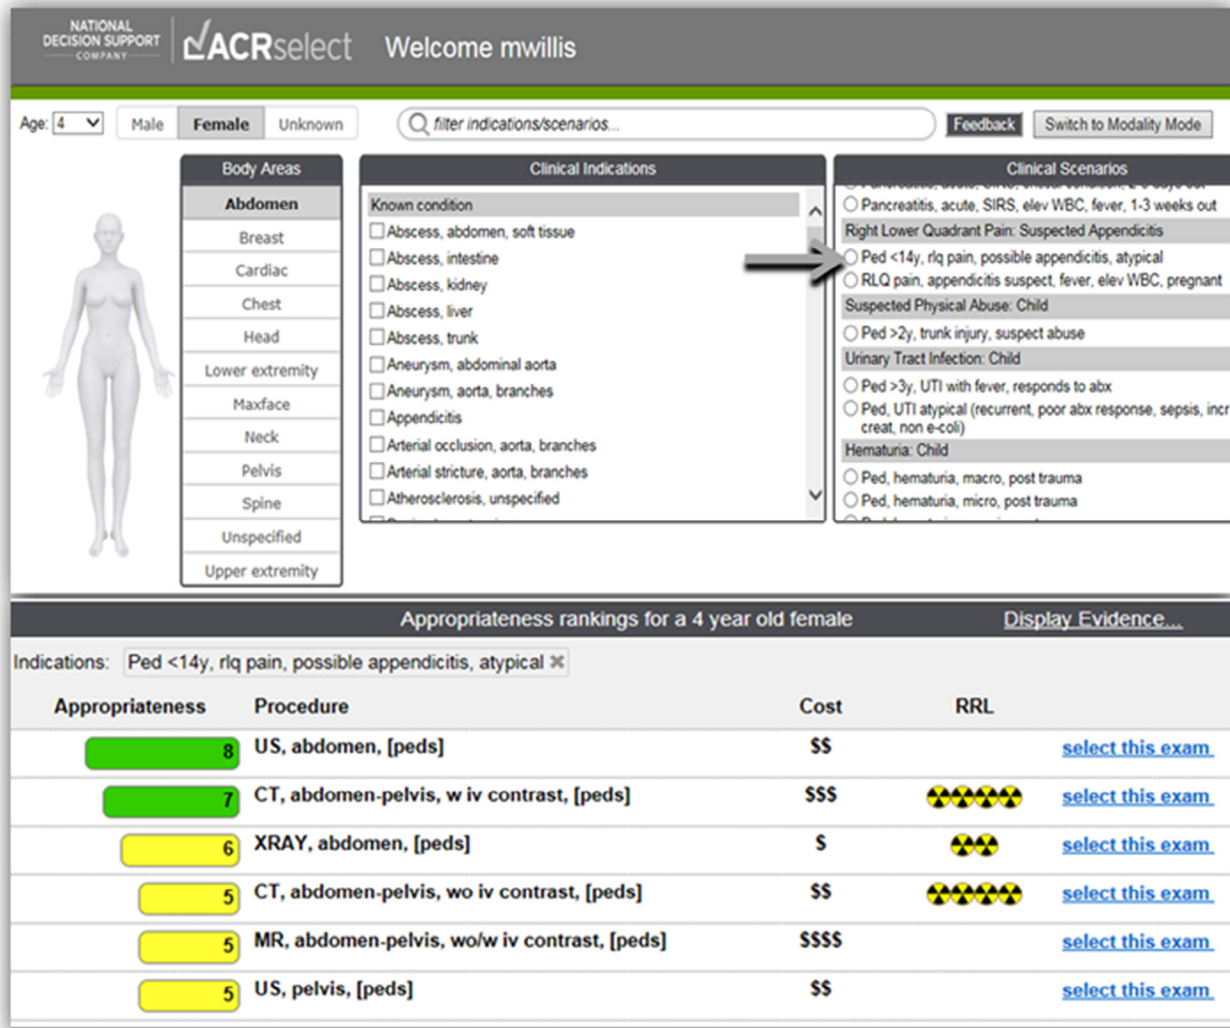 NATIONAL
DECISION SUPPORT
COMPANY
ACRselect
Welcome mwillis
Age: 4
Male
Female
Unknown
filter indications/scenarios...
Feedback
Switch to Modality Mode
Body Areas
Abdomen
Breast
Cardiac
Chest
Head
Lower extremity
Maxface
Neck
Pelvis
Spine
Unspecified
Upper extremity
Clinical Indications
Known condition
Abscess, abdomen, soft tissue
Abscess, intestine
Abscess, kidney
Abscess, liver
Abscess, trunk
Aneurysm, abdominal aorta
Aneurysm, aorta, branches
Appendicitis
Arterial occlusion, aorta, branches
Arterial stricture, aorta, branches
Atherosclerosis, unspecified
Clinical Scenarios
Pancreatitis, acute, SIRS, elev WBC, fever, 1-3 weeks out
Right Lower Quadrant Pain: Suspected Appendicitis
Ped <14y, rlq pain, possible appendicitis, atypical
RLQ pain, appendicitis suspect, fever, elev WBC, pregnant
Suspected Physical Abuse: Child
Ped >2y, trunk injury, suspect abuse
Urinary Tract Infection: Child
Ped >3y, UTI with fever, responds to abx
Ped, UTI atypical (recurrent, poor abx response, sepsis, incr
creat, non e-coli)
Hematuria: Child
Ped, hematuria, macro, post trauma
Ped, hematuria, micro, post trauma
Appropriateness rankings for a 4 year old female
Display Evidence...
Indications: Ped <14y, rlq pain, possible appendicitis, atypical
Appropriateness Procedure Cost RRL
8 US, abdomen, [peds] $$ select this exam
7 CT, abdomen-pelvis, w iv contrast, [peds] $$$ select this exam
6 XRAY, abdomen, [peds] $ select this exam
5 CT, abdomen-pelvis, wo iv contrast, [peds] $$ select this exam
5 MR, abdomen-pelvis, wo/w iv contrast, [peds] $$$$ select this exam
5 US, pelvis, [peds] $$ select this exam